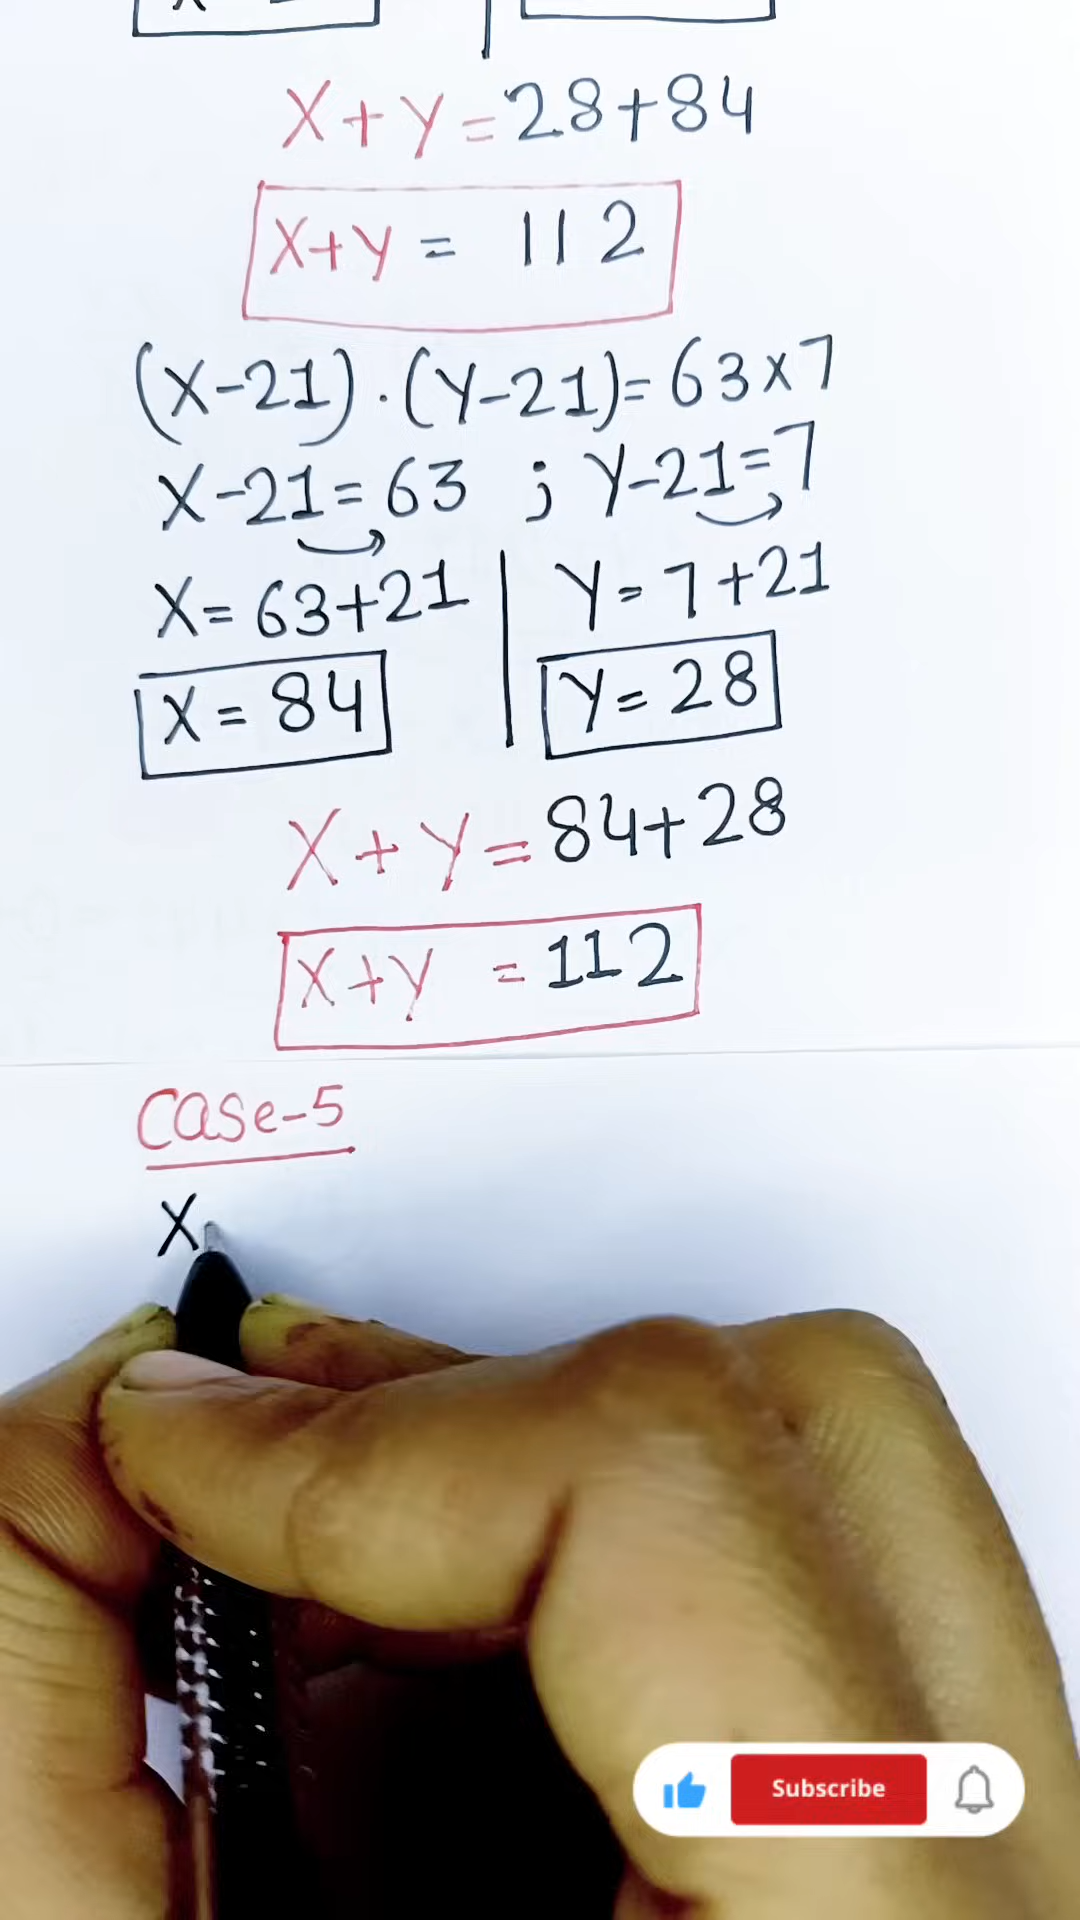 X+Y=28+84
X+Y = 112
(X-21).(Y-21)=63x7
X-21=63 ; Y-21=7
X=63+21 | Y=7+21
X=84 | Y=28
X+Y=84+28
X+Y =112
Case-5
X
Subscribe